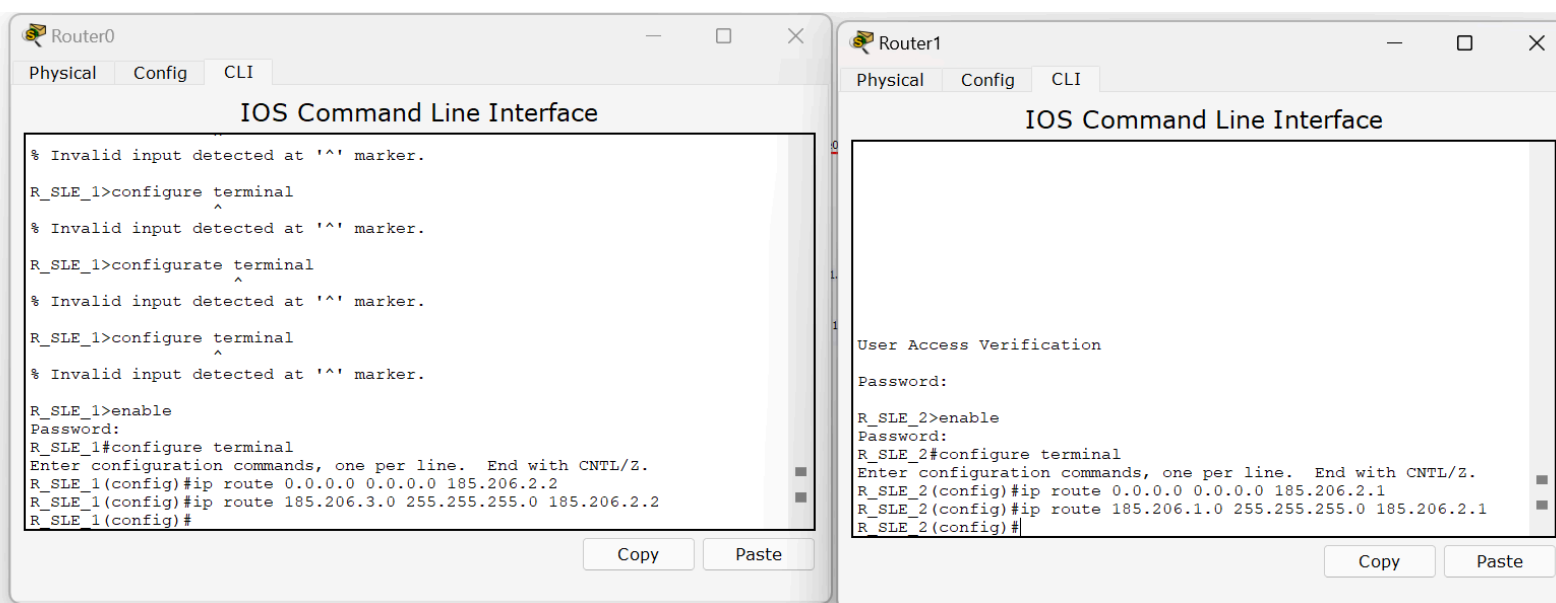 Router0
Physical Config CLI
IOS Command Line Interface
^
% Invalid input detected at '^' marker.
R_SLE_1>configure terminal
^
% Invalid input detected at '^' marker.
R_SLE_1>configurate terminal
^
% Invalid input detected at '^' marker.
R_SLE_1>configure terminal
^
% Invalid input detected at '^' marker.
R_SLE_1>enable
Password:
R_SLE_1#configure terminal
Enter configuration commands, one per line.  End with CNTL/Z.
R_SLE_1(config)#ip route 0.0.0.0 0.0.0.0 185.206.2.2
R_SLE_1(config)#ip route 185.206.3.0 255.255.255.0 185.206.2.2
R_SLE_1(config)#
Copy Paste
Router1
Physical Config CLI
IOS Command Line Interface
User Access Verification
Password:
R_SLE_2>enable
Password:
R_SLE_2#configure terminal
Enter configuration commands, one per line.  End with CNTL/Z.
R_SLE_2(config)#ip route 0.0.0.0 0.0.0.0 185.206.2.1
R_SLE_2(config)#ip route 185.206.1.0 255.255.255.0 185.206.2.1
R_SLE_2(config)#
Copy Paste